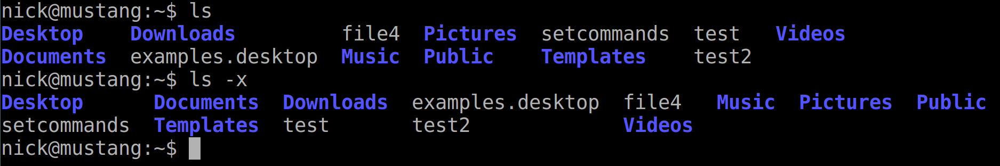 nick@mustang:~$ ls
Desktop    Downloads         file4  Pictures  setcommands  test   Videos
Documents  examples.desktop  Music  Public    Templates    test2
nick@mustang:~$ ls -x
Desktop      Documents  Downloads  examples.desktop  file4   Music  Pictures  Public
setcommands  Templates  test       test2             Videos
nick@mustang:~$